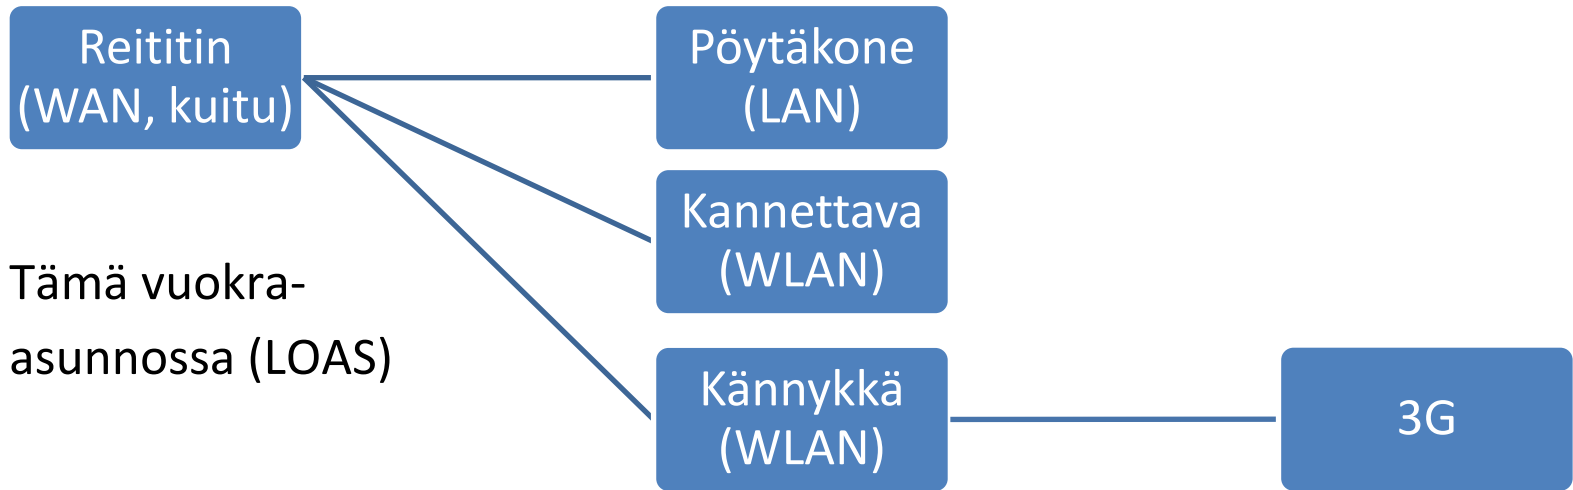 Reititin
(WAN, kuitu)
Pöytäkone
(LAN)
Kannettava
(WLAN)
Tämä vuokra-
asunnossa (LOAS)
Kännykkä
(WLAN)
3G